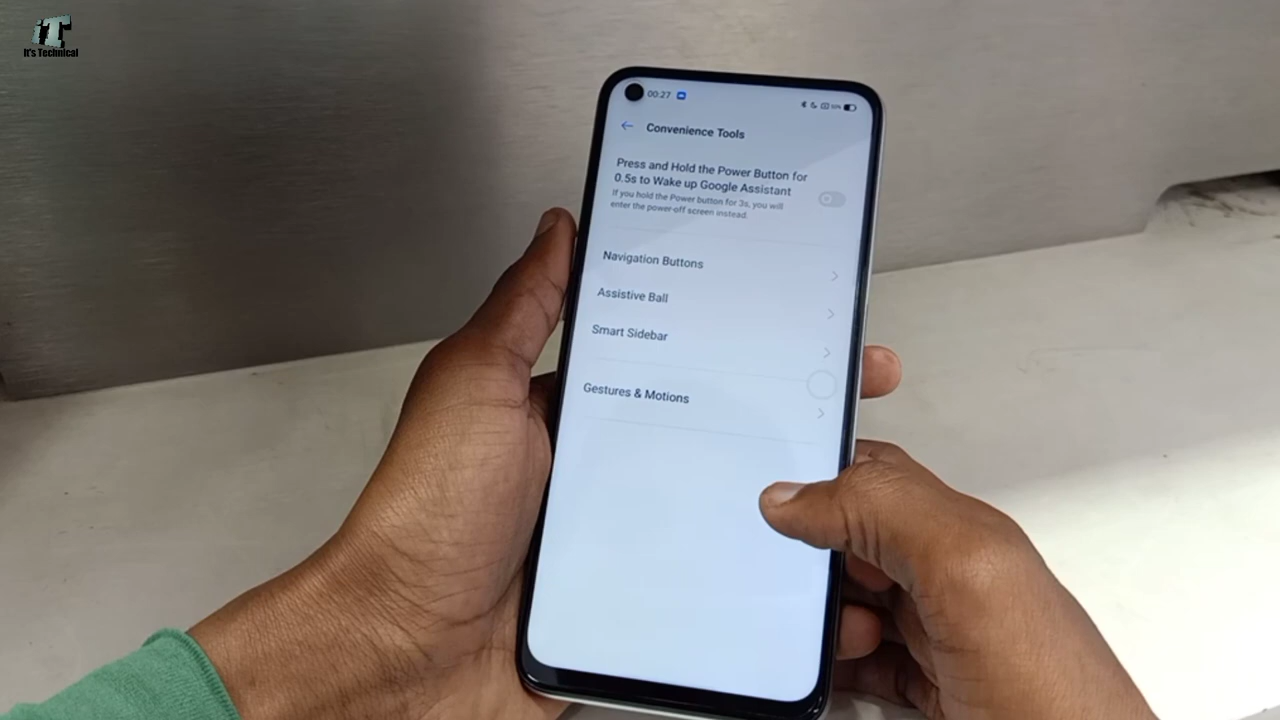 iT
It's Technical
00:27
50%
Convenience Tools
Press and Hold the Power Button for
0.5s to Wake up Google Assistant
If you hold the Power button for 3s, you will
enter the power-off screen instead.
Navigation Buttons
Assistive Ball
Smart Sidebar
Gestures & Motions